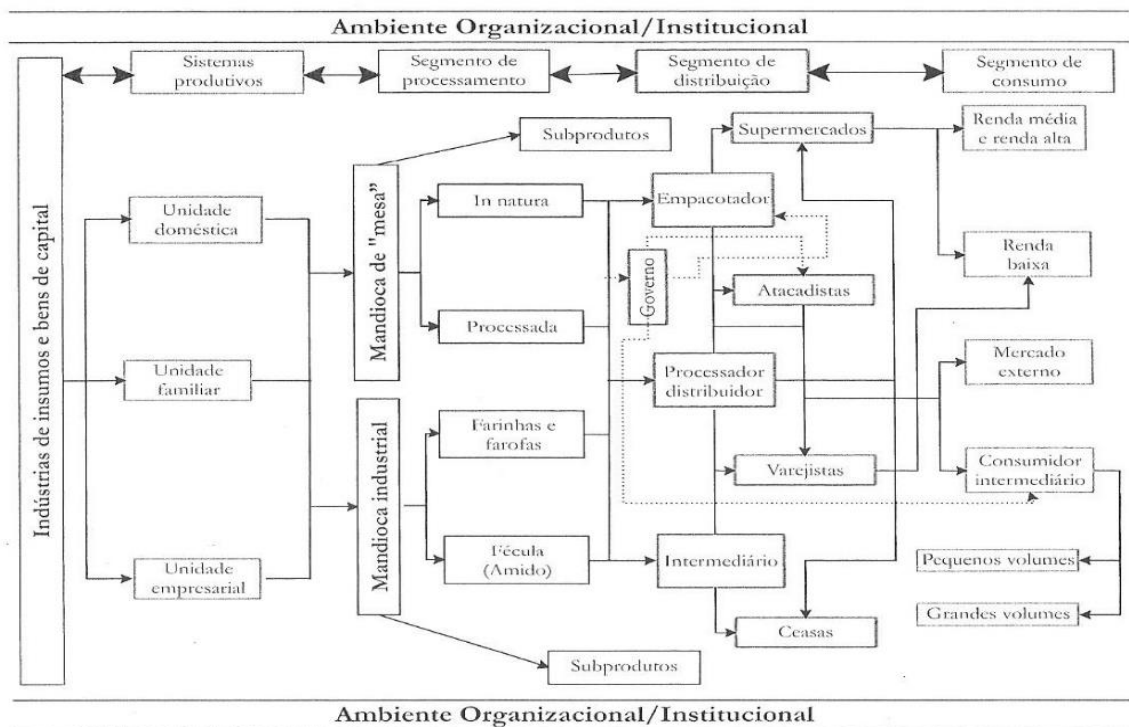 Ambiente Organizacional/Institucional
Sistemas
produtivos
Segmento de
processamento
Segmento de
distribuição
Segmento de
consumo
Indústrias de insumos e bens de capital
Unidade
doméstica
Unidade
familiar
Unidade
empresarial
Mandioca de "mesa"
Mandioca industrial
Subprodutos
In natura
Processada
Farinhas e
farofas
Fécula
(Amido)
Subprodutos
Governo
Supermercados
Empacotador
Atacadistas
Processador
distribuidor
Varejistas
Intermediário
Ceasas
Renda média
e renda alta
Renda
baixa
Mercado
externo
Consumidor
intermediário
Pequenos volumes
Grandes volumes
Ambiente Organizacional/Institucional